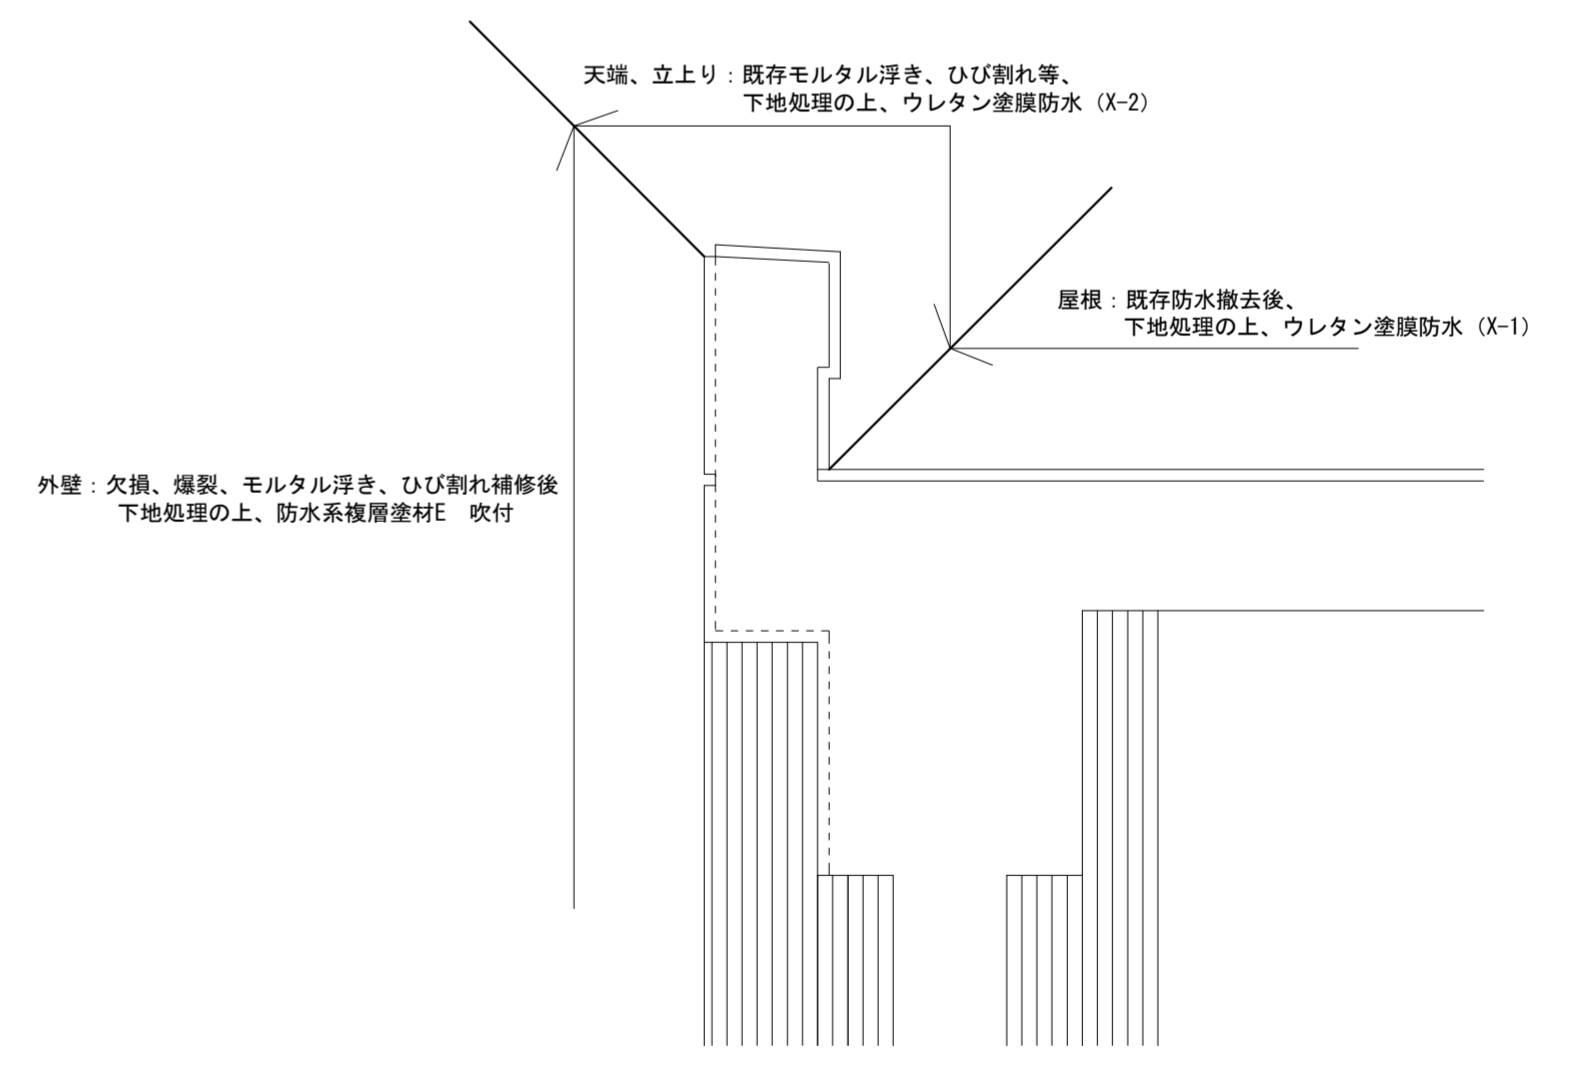 天端、立上り：既存モルタル浮き、ひび割れ等、
下地処理の上、ウレタン塗膜防水（X-2）
屋根：既存防水撤去後、
下地処理の上、ウレタン塗膜防水（X-1）
外壁：欠損、爆裂、モルタル浮き、ひび割れ補修後
下地処理の上、防水系複層塗材E　吹付